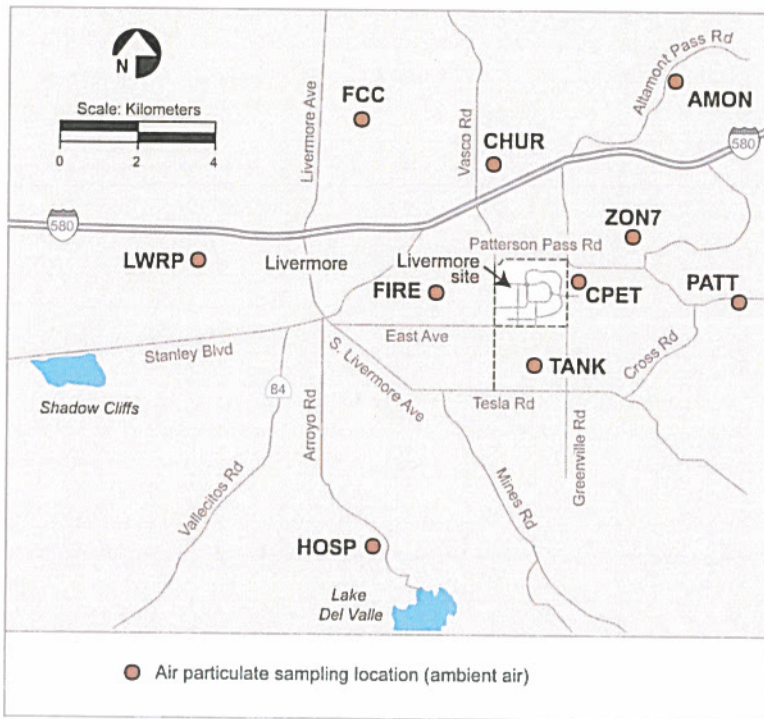 N
Scale: Kilometers
0 2 4
Livermore Ave
FCC
Vasco Rd
CHUR
Altamont Pass Rd
AMON
580
580
LWRP
Livermore
Patterson Pass Rd
Livermore
site
ZON7
FIRE
CPET
PATT
East Ave
Stanley Blvd
S. Livermore Ave
TANK
Cross Rd
Shadow Cliffs
84
Tesla Rd
Arroyo Rd
Vallecitos Rd
Mines Rd
Greenville Rd
HOSP
Lake
Del Valle
Air particulate sampling location (ambient air)